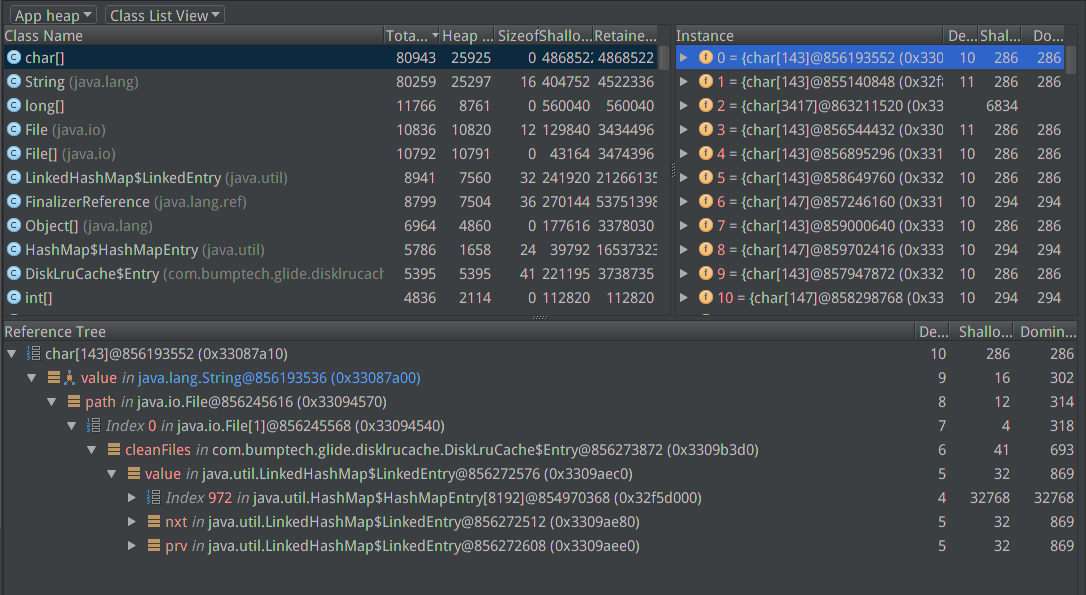 App heap Class List View
Class Name Tota... Heap ... Sizeof Shallo... Retaine...
char[] 80943 25925 0 4868522 4868522
String (java.lang) 80259 25297 16 404752 4522336
long[] 11766 8761 0 560040 560040
File (java.io) 10836 10820 12 129840 3434496
File[] (java.io) 10792 10791 0 43164 3474396
LinkedHashMap$LinkedEntry (java.util) 8941 7560 32 241920 21266135
FinalizerReference (java.lang.ref) 8799 7504 36 270144 53751398
Object[] (java.lang) 6964 4860 0 177616 3378030
HashMap$HashMapEntry (java.util) 5786 1658 24 39792 16537323
DiskLruCache$Entry (com.bumptech.glide.disklrucach 5395 5395 41 221195 3738735
int[] 4836 2114 0 112820 112820
Instance De... Shal... Do...
0 = {char[143]@856193552 (0x330 10 286 286
1 = {char[143]@855140848 (0x32f8 11 286 286
2 = {char[3417]@863211520 (0x33 6834
3 = {char[143]@856544432 (0x330 11 286 286
4 = {char[143]@856895296 (0x331 10 286 286
5 = {char[143]@858649760 (0x332 10 286 286
6 = {char[147]@857246160 (0x331 10 294 294
7 = {char[143]@859000640 (0x33 10 286 286
8 = {char[147]@859702416 (0x33 10 294 294
9 = {char[143]@857947872 (0x332 10 286 286
10 = {char[147]@858298768 (0x33 10 294 294
Reference Tree De... Shallo... Domin...
char[143]@856193552 (0x33087a10) 10 286 286
value in java.lang.String@856193536 (0x33087a00) 9 16 302
path in java.io.File@856245616 (0x33094570) 8 12 314
Index 0 in java.io.File[1]@856245568 (0x33094540) 7 4 318
cleanFiles in com.bumptech.glide.disklrucache.DiskLruCache$Entry@856273872 (0x3309b3d0) 6 41 693
value in java.util.LinkedHashMap$LinkedEntry@856272576 (0x3309aec0) 5 32 869
Index 972 in java.util.HashMap$HashMapEntry[8192]@854970368 (0x32f5d000) 4 32768 32768
nxt in java.util.LinkedHashMap$LinkedEntry@856272512 (0x3309ae80) 5 32 869
prv in java.util.LinkedHashMap$LinkedEntry@856272608 (0x3309aee0) 5 32 869